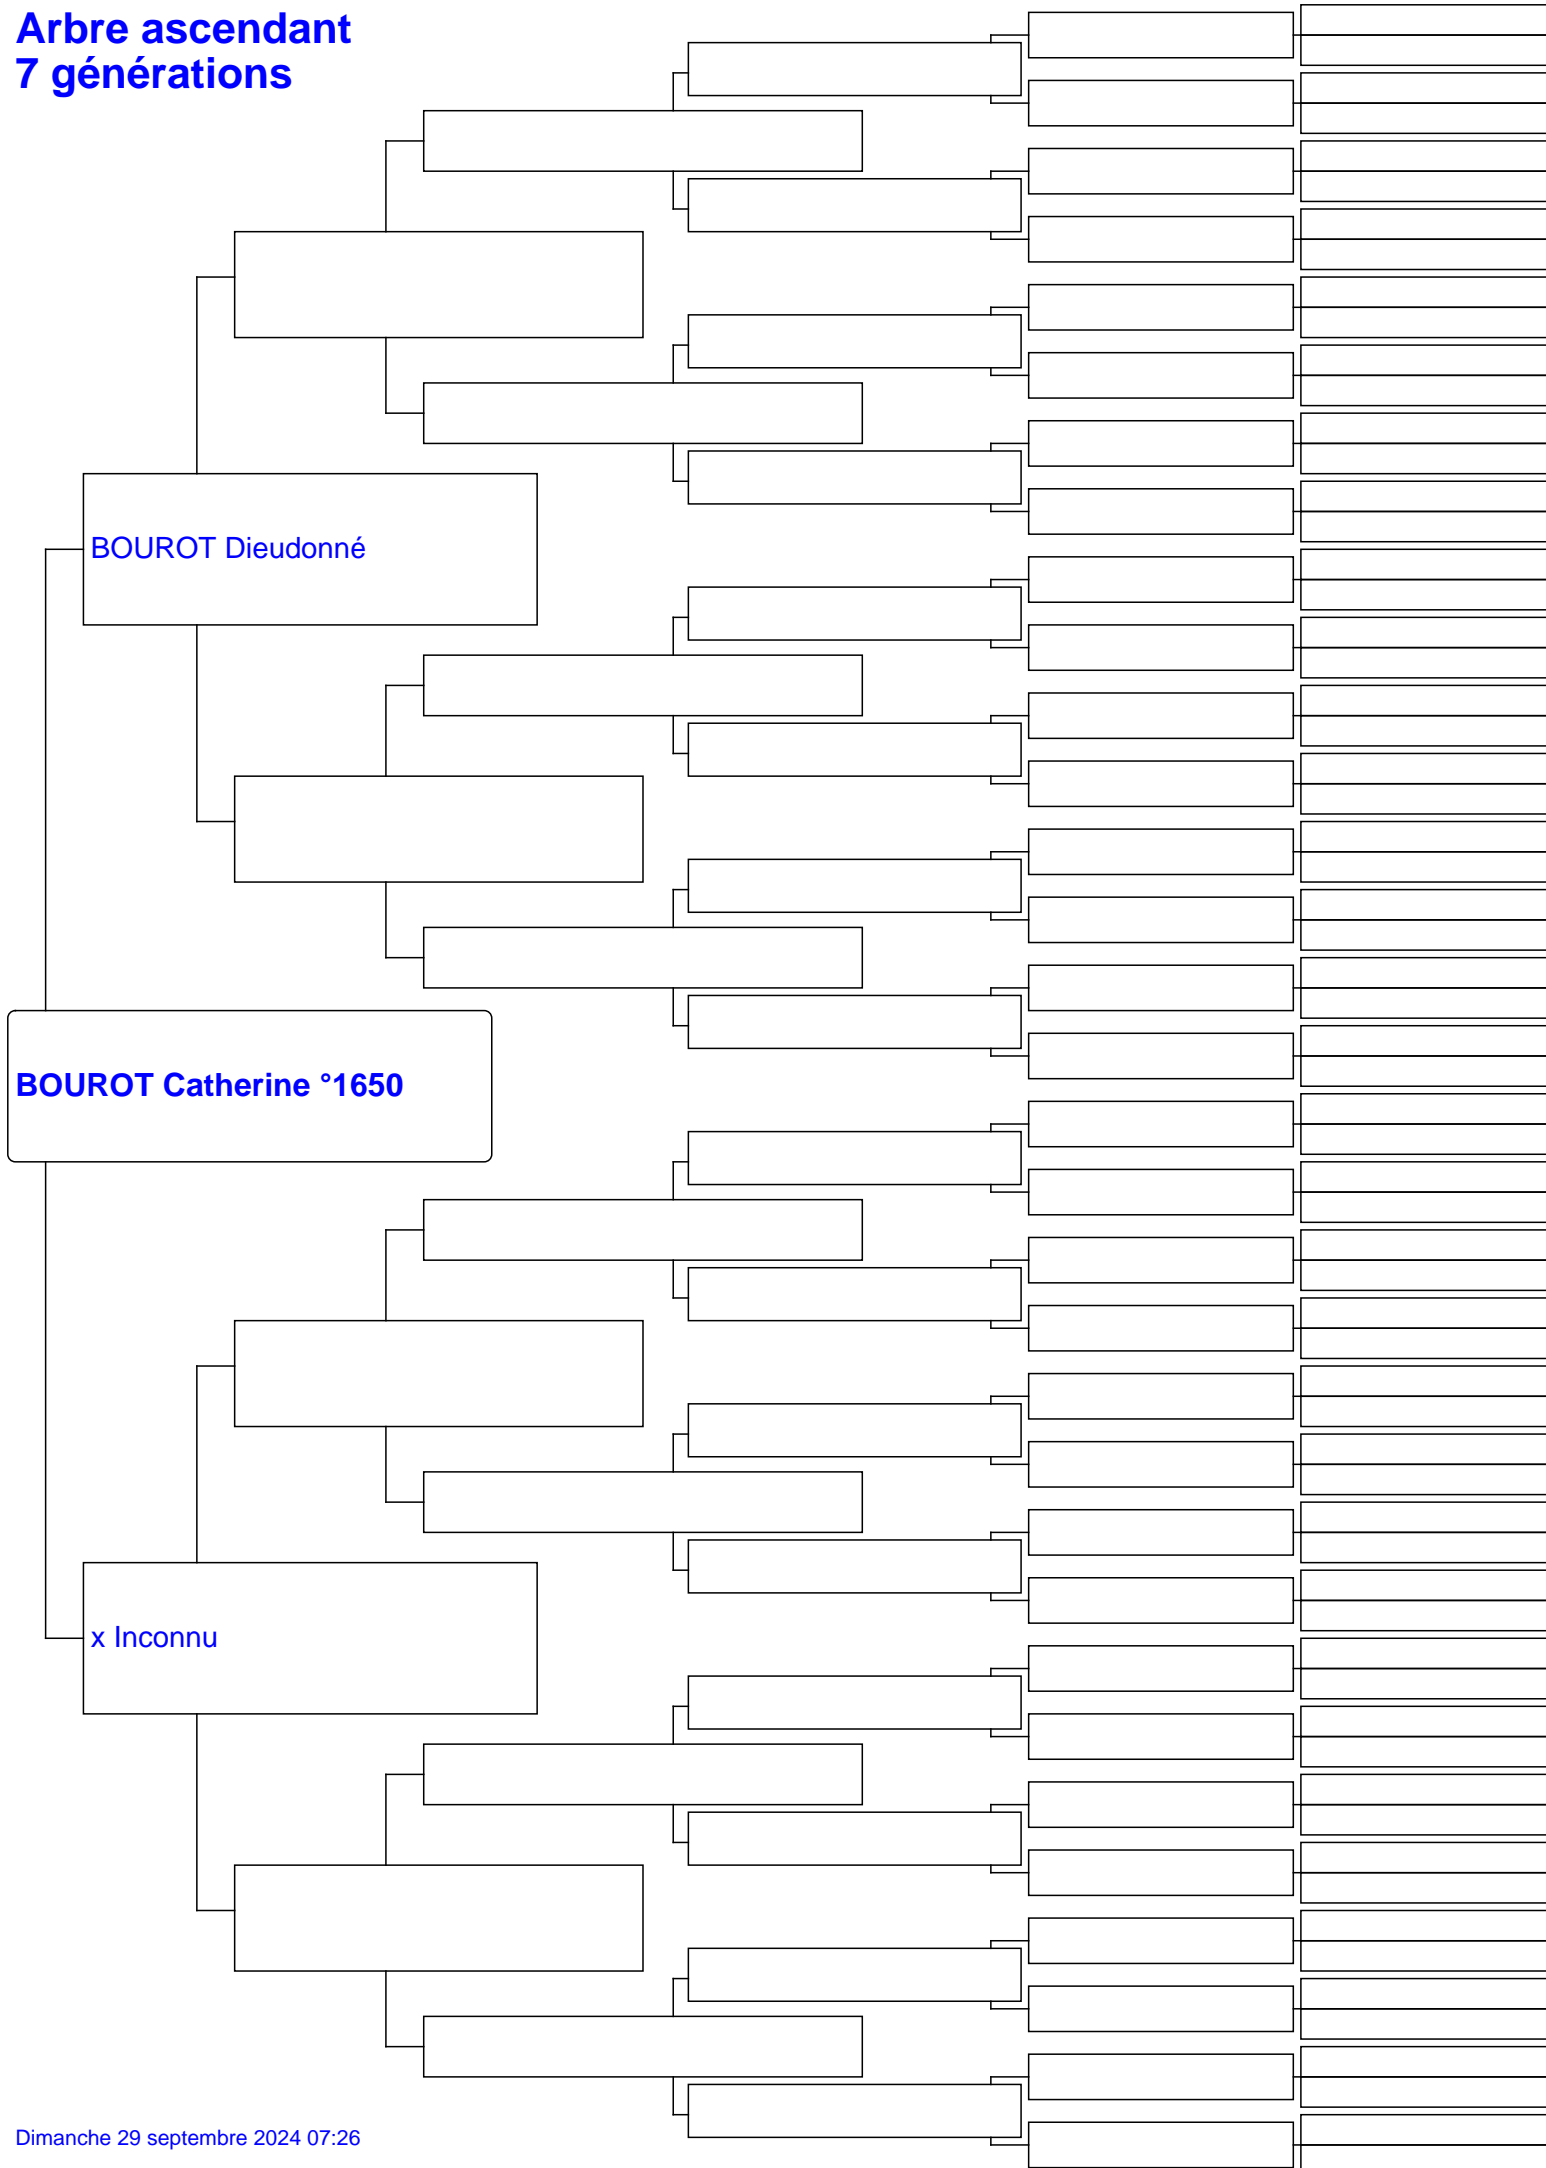 Arbre ascendant
7 générations
BOUROT Dieudonné
BOUROT Catherine °1650
x Inconnu
Dimanche 29 septembre 2024 07:26